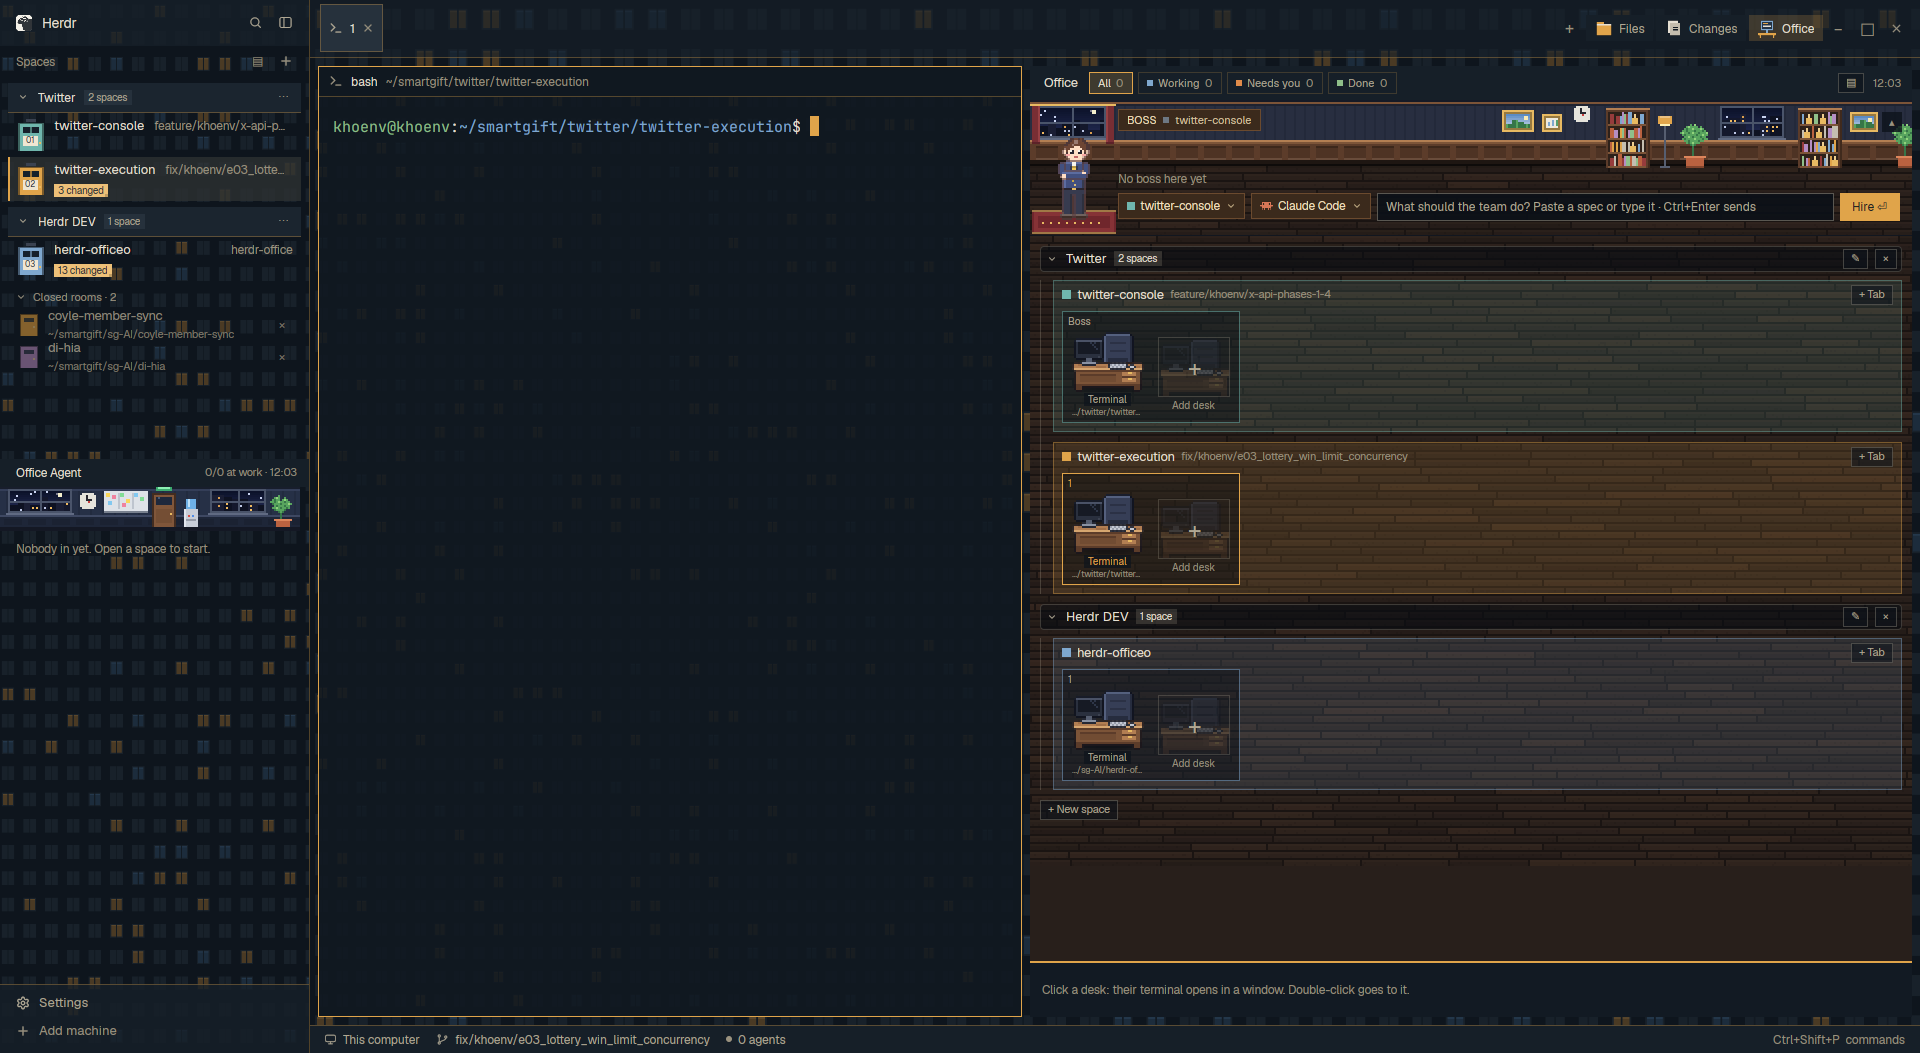 Herdr
Spaces
Twitter 2 spaces
twitter-console feature/khoenv/x-api-p...
01
twitter-execution fix/khoenv/e03_lotte...
02
3 changed
Herdr DEV 1 space
herdr-officeo herdr-office
03
13 changed
Closed rooms · 2
coyle-member-sync
~/smartgift/sg-AI/coyle-member-sync
di-hia
~/smartgift/sg-AI/di-hia
Office Agent 0/0 at work · 12:03
Nobody in yet. Open a space to start.
Settings
Add machine
1
bash ~/smartgift/twitter/twitter-execution
khoenv@khoenv:~/smartgift/twitter/twitter-execution$
Files Changes Office
Office All 0 Working 0 Needs you 0 Done 0 12:03
BOSS twitter-console
No boss here yet
twitter-console Claude Code What should the team do? Paste a spec or type it · Ctrl+Enter sends Hire ⏎
Twitter 2 spaces
twitter-console feature/khoenv/x-api-phases-1-4 + Tab
Boss
Terminal
../twitter/twitter...
Add desk
twitter-execution fix/khoenv/e03_lottery_win_limit_concurrency + Tab
1
Terminal
../twitter/twitter...
Add desk
Herdr DEV 1 space
herdr-officeo + Tab
1
Terminal
../sg-AI/herdr-of...
Add desk
+ New space
Click a desk: their terminal opens in a window. Double-click goes to it.
This computer fix/khoenv/e03_lottery_win_limit_concurrency 0 agents Ctrl+Shift+P commands